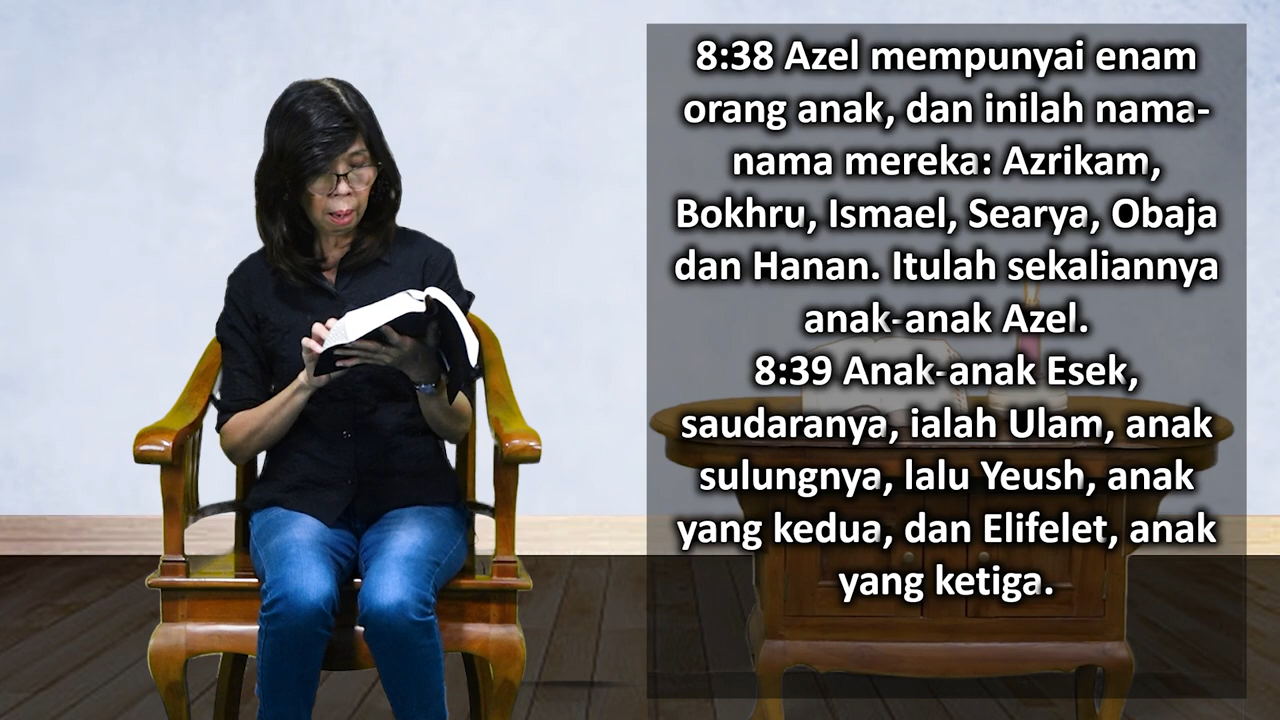 8:38 Azel mempunyai enam
orang anak, dan inilah nama-
nama mereka: Azrikam,
Bokhru, Ismael, Searya, Obaja
dan Hanan. Itulah sekaliannya
anak-anak Azel.
8:39 Anak-anak Esek,
saudaranya, ialah Ulam, anak
sulungnya, lalu Yeush, anak
yang kedua, dan Elifelet, anak
yang ketiga.